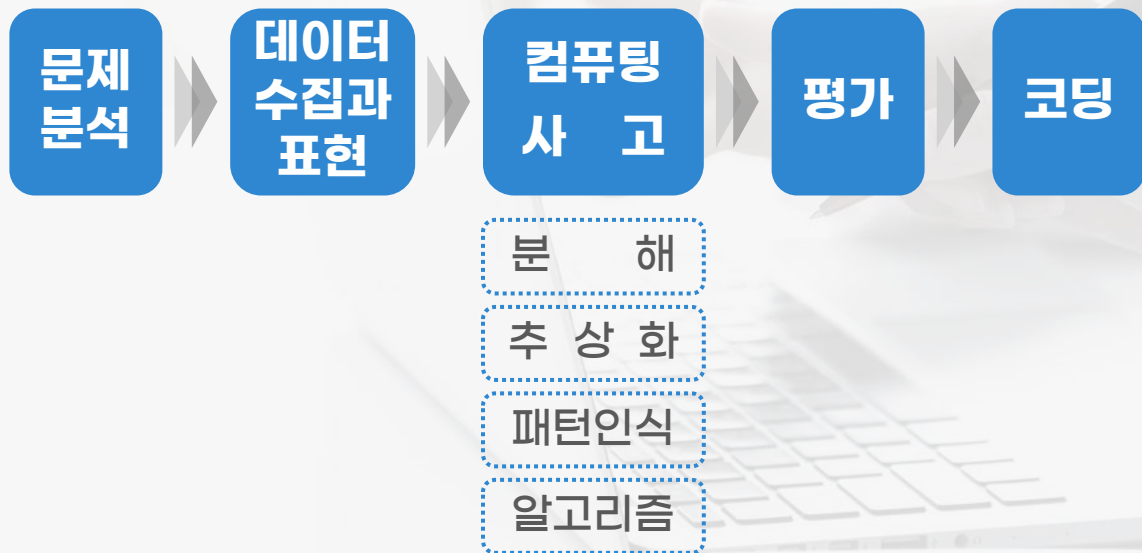 문제
분석
데이터
수집과
표현
컴퓨팅
사 고
평가
코딩
분 해
추 상 화
패턴인식
알고리즘